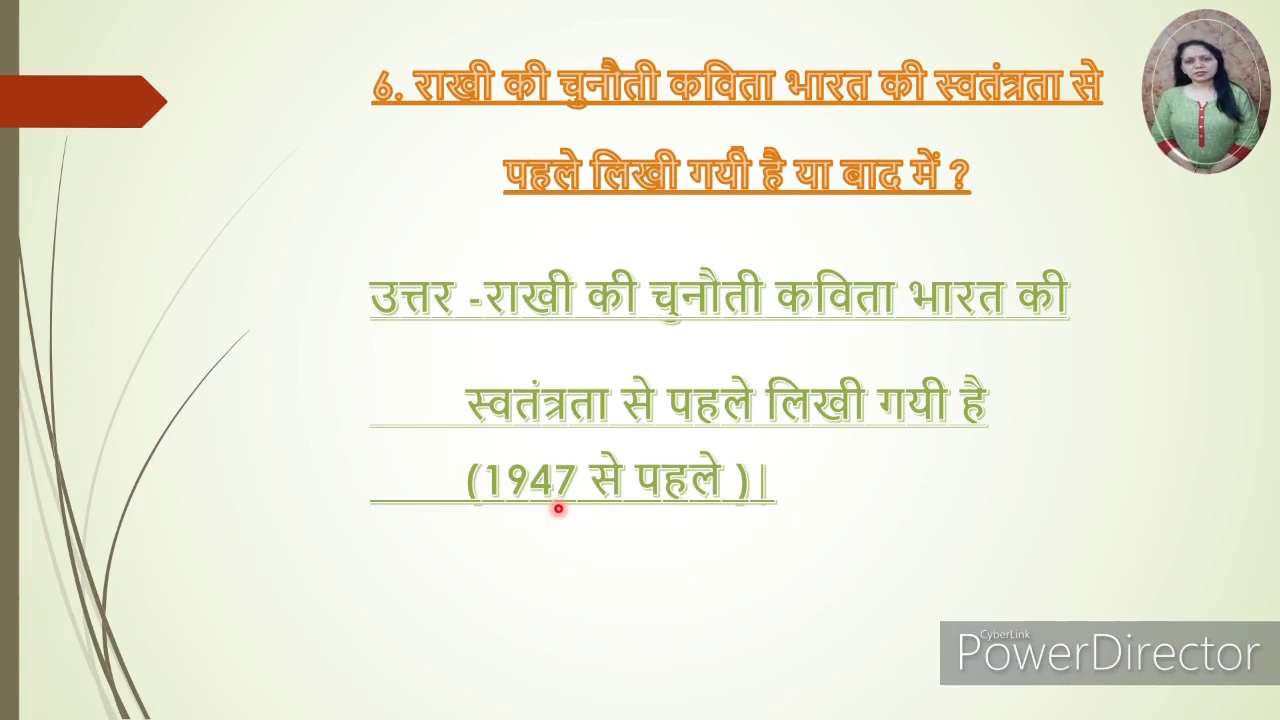 6. राखी की चुनौती कविता भारत की स्वतंत्रता से
पहले लिखी गयी है या बाद में ?
उत्तर -राखी की चुनौती कविता भारत की
स्वतंत्रता से पहले लिखी गयी है
(1947 से पहले )|
CyberLink
PowerDirector